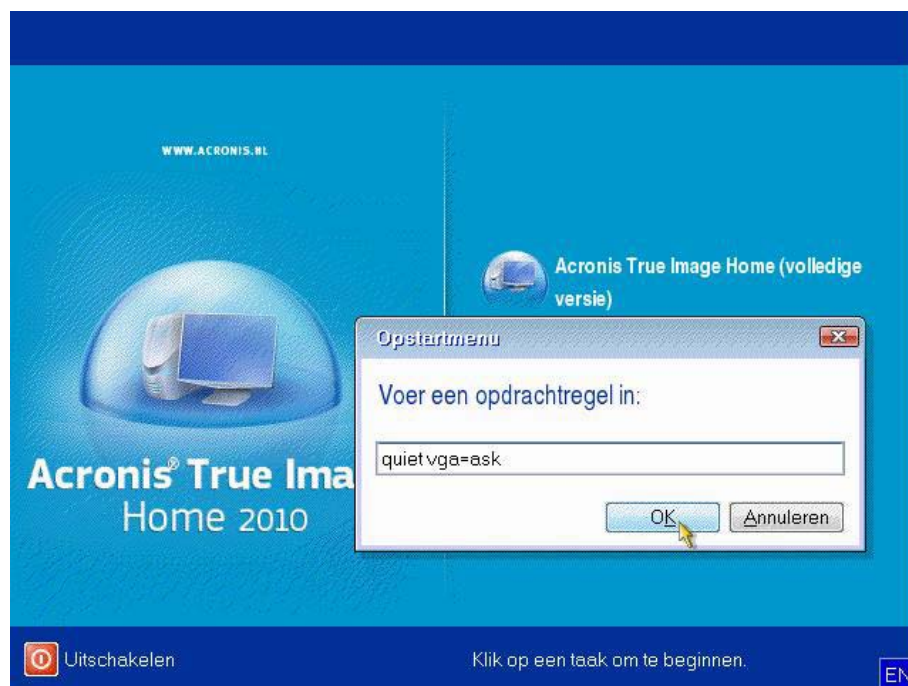 WWW.ACRONIS.NL
Acronis True Image Home (volledige
versie)
Opstartmenu
Voer een opdrachtregel in:
quiet vga=ask
OK
Annuleren
Acronis® True Ima
Home 2010
Uitschakelen
Klik op een taak om te beginnen.
EN